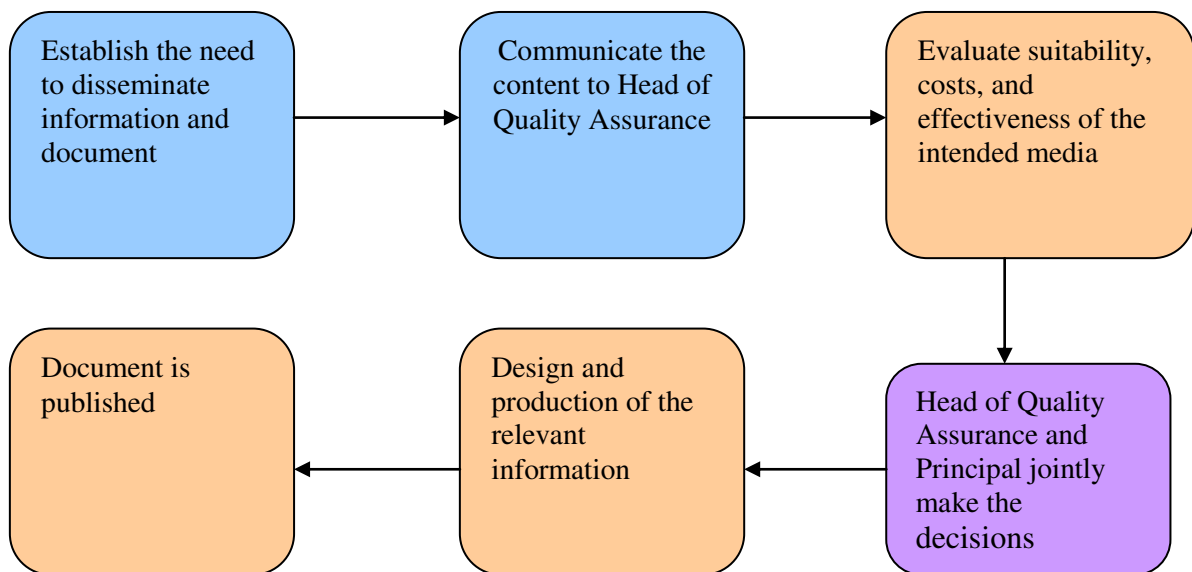 Establish the need
to disseminate
information and
document
Communicate the
content to Head of
Quality Assurance
Evaluate suitability,
costs, and
effectiveness of the
intended media
Head of Quality
Assurance and
Principal jointly
make the
decisions
Design and
production of the
relevant
information
Document is
published